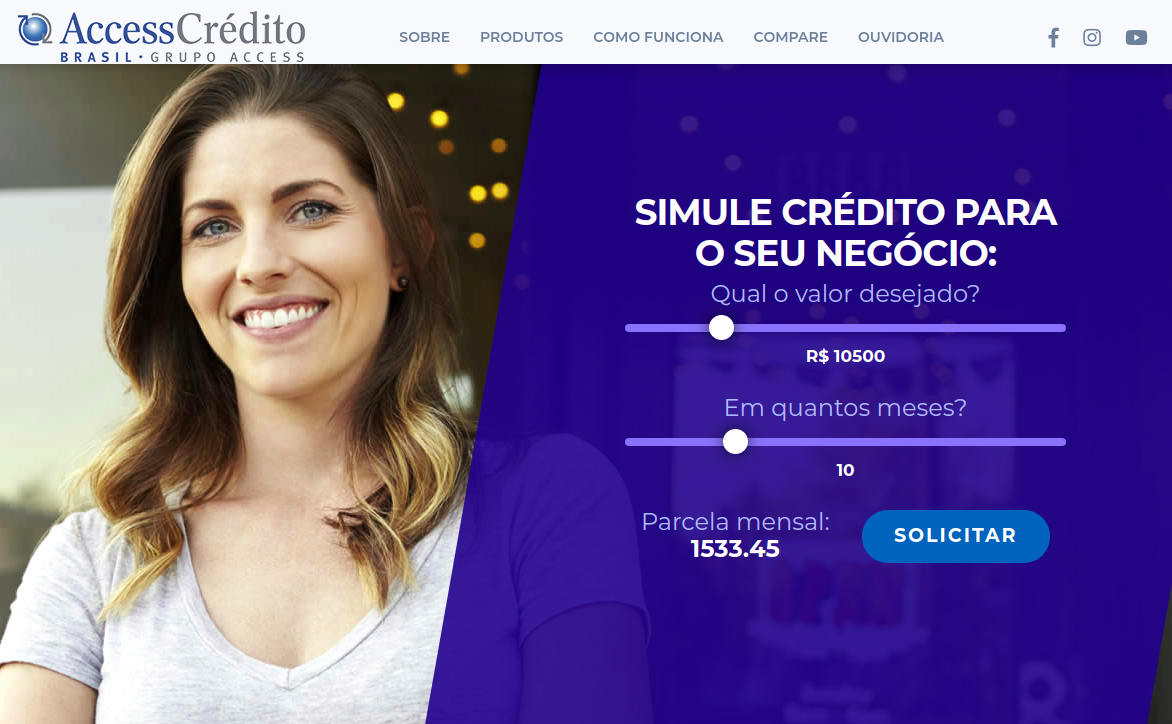 AccessCrédito
BRASIL • GRUPO ACCESS
SOBRE PRODUTOS COMO FUNCIONA COMPARE OUVIDORIA
SIMULE CRÉDITO PARA
O SEU NEGÓCIO:
Qual o valor desejado?
R$ 10500
Em quantos meses?
10
Parcela mensal:
1533.45
SOLICITAR